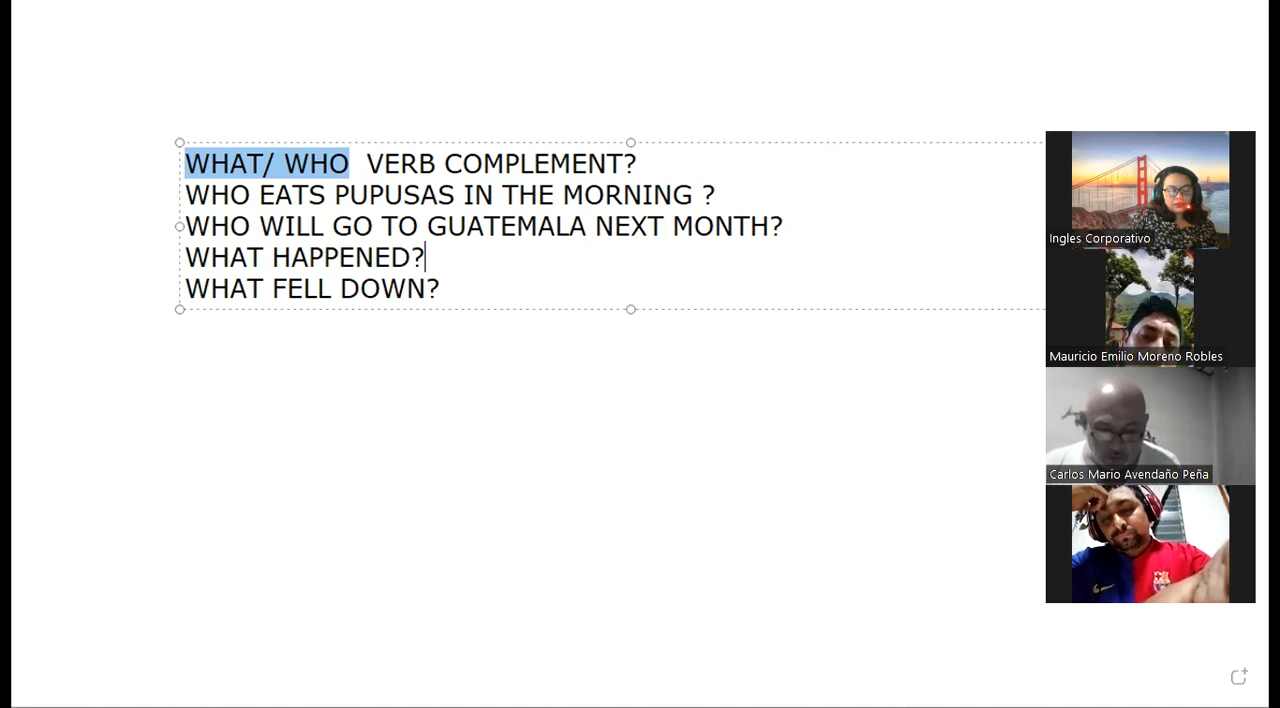 WHAT/ WHO  VERB COMPLEMENT?
WHO EATS PUPUSAS IN THE MORNING ?
WHO WILL GO TO GUATEMALA NEXT MONTH?
WHAT HAPPENED?
WHAT FELL DOWN?
Ingles Corporativo
Mauricio Emilio Moreno Robles
Carlos Mario Avendaño Peña